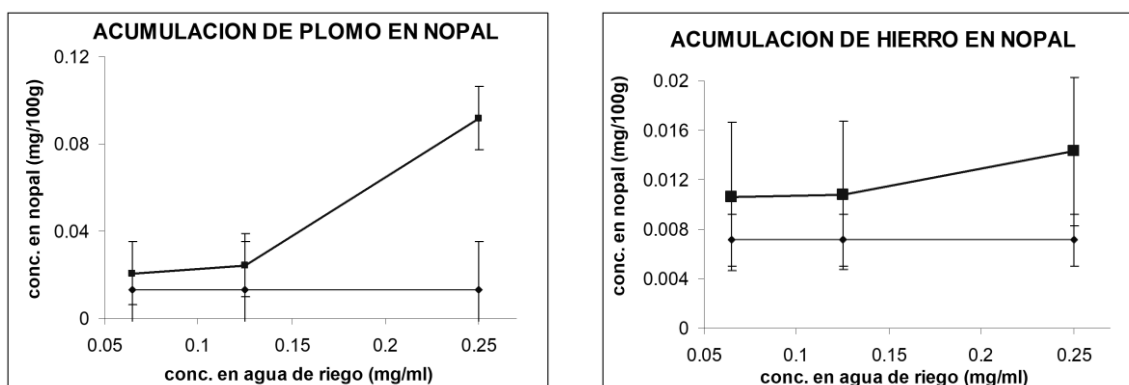 ACUMULACION DE PLOMO EN NOPAL
conc. en nopal (mg/100g)
0.12
0.08
0.04
0
0.05 0.1 0.15 0.2 0.25
conc. en agua de riego (mg/ml)
ACUMULACION DE HIERRO EN NOPAL
conc. en nopal (mg/100g)
0.02
0.016
0.012
0.008
0.004
0
0.05 0.1 0.15 0.2 0.25
conc. en agua de riego (mg/ml)